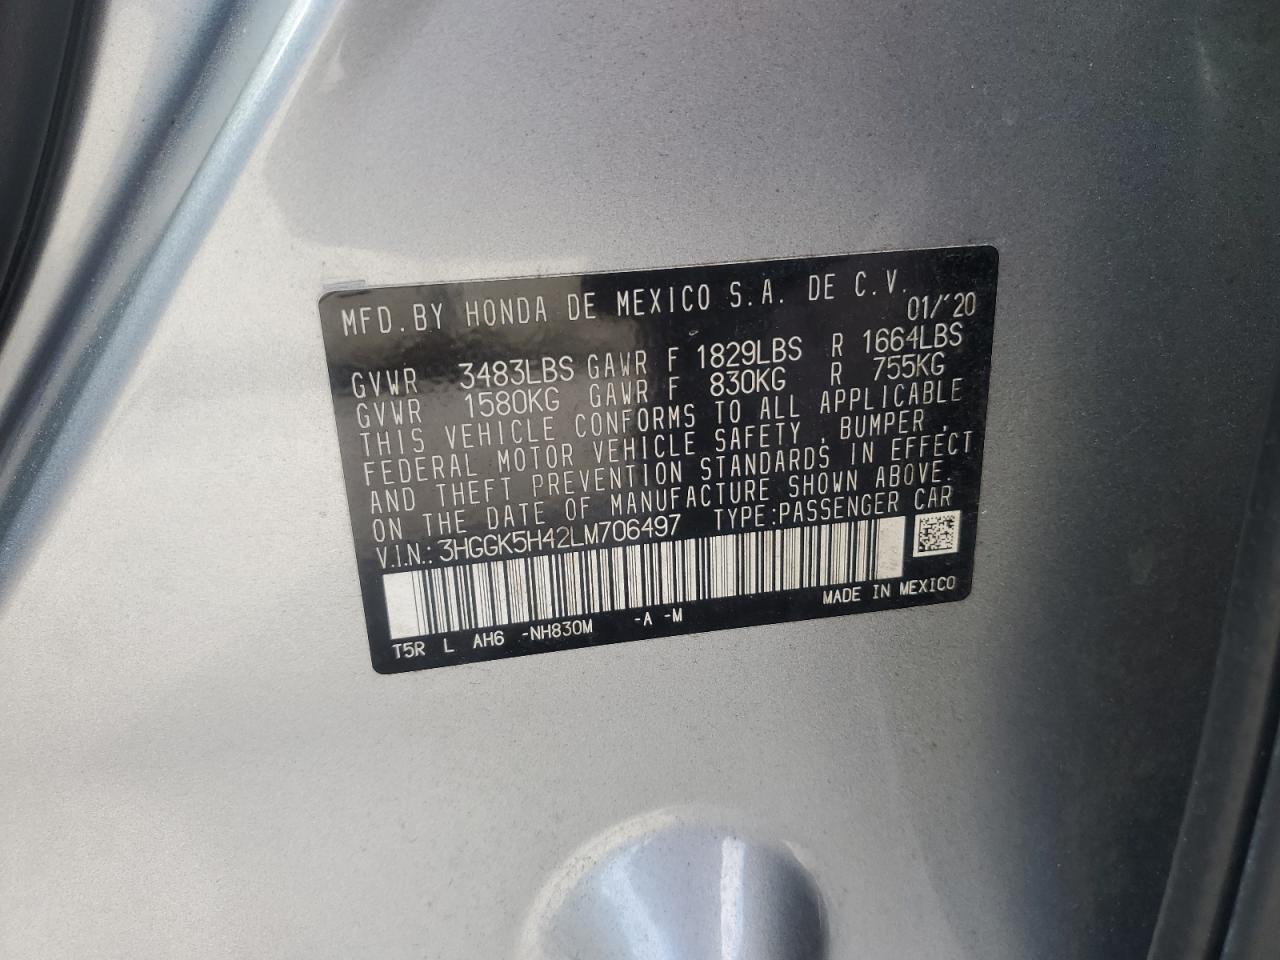 MFD. BY HONDA DE MEXICO S.A. DE C.V.
01/'20
GVWR 3483LBS GAWR F 1829LBS R 1664LBS
GVWR 1580KG GAWR F 830KG R 755KG
THIS VEHICLE CONFORMS TO ALL APPLICABLE
FEDERAL MOTOR VEHICLE SAFETY, BUMPER,
AND THEFT PREVENTION STANDARDS IN EFFECT
ON THE DATE OF MANUFACTURE SHOWN ABOVE.
V.I.N.: 3HGGK5H42LM706497 TYPE:PASSENGER CAR
MADE IN MEXICO
T5R L AH6 -NH830M -A -M